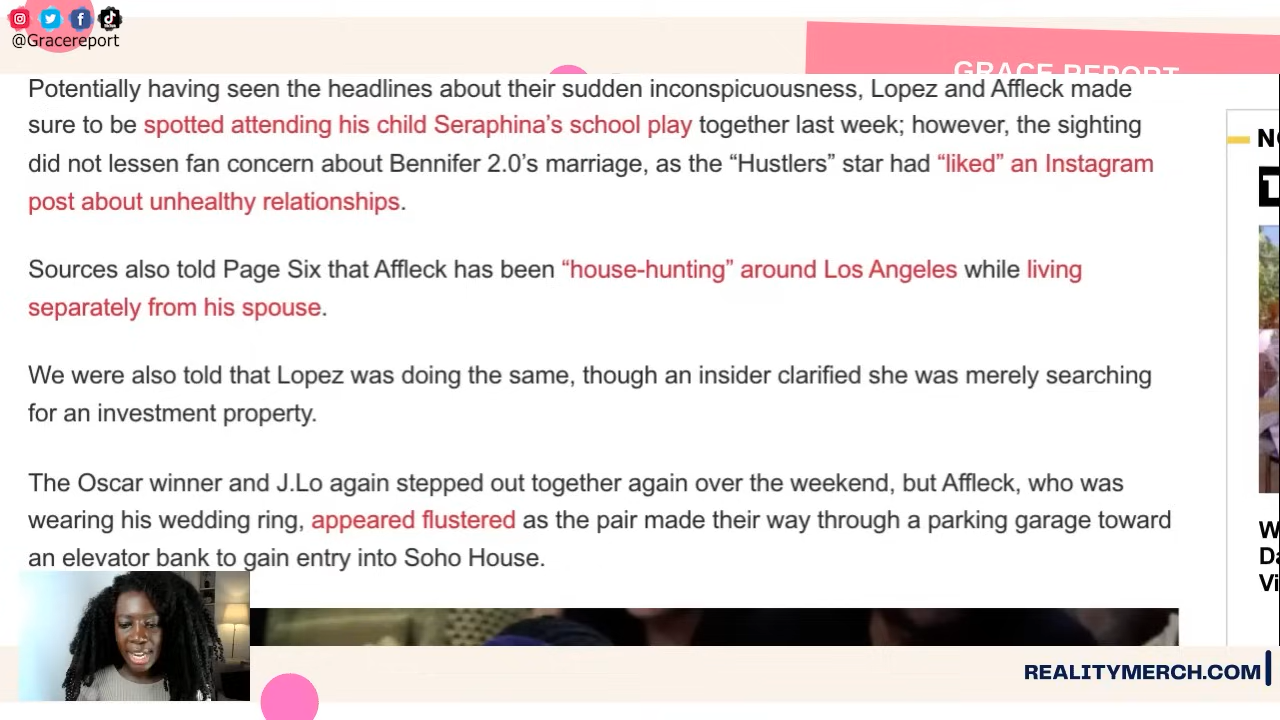 @Gracereport
GRACE REPORT
Potentially having seen the headlines about their sudden inconspicuousness, Lopez and Affleck made
sure to be spotted attending his child Seraphina’s school play together last week; however, the sighting
did not lessen fan concern about Bennifer 2.0’s marriage, as the “Hustlers” star had “liked” an Instagram
post about unhealthy relationships.
Sources also told Page Six that Affleck has been “house-hunting” around Los Angeles while living
separately from his spouse.
We were also told that Lopez was doing the same, though an insider clarified she was merely searching
for an investment property.
The Oscar winner and J.Lo again stepped out together again over the weekend, but Affleck, who was
wearing his wedding ring, appeared flustered as the pair made their way through a parking garage toward
an elevator bank to gain entry into Soho House.
REALITYMERCH.COM